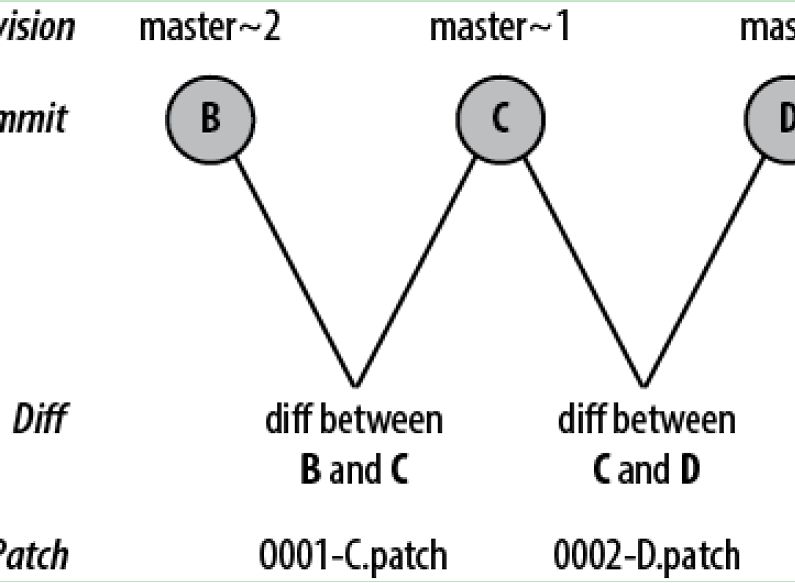 vision master~2 master~1 mas
mmit B C D
Diff diff between diff between
B and C C and D
Patch 0001-C.patch 0002-D.patch